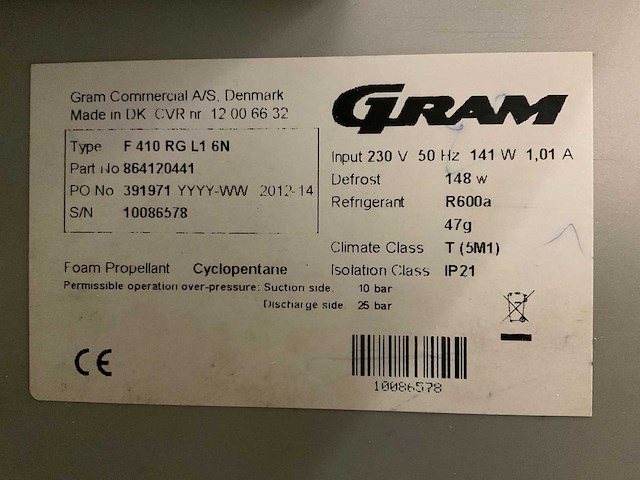 Gram Commercial A/S, Denmark
Made in DK CVR nr 12 00 66 32
GRAM
Type F 410 RG L1 6N
Part No 864120441
PO No 391971 YYYY-WW 2012-14
S/N 10086578
Input 230 V 50 Hz 141 W 1,01 A
Defrost 148 w
Refrigerant R600a
47g
Climate Class T (5M1)
Isolation Class IP21
Foam Propellant Cyclopentane
Permissible operation over-pressure: Suction side: 10 bar
Discharge side: 25 bar
CE
10086578